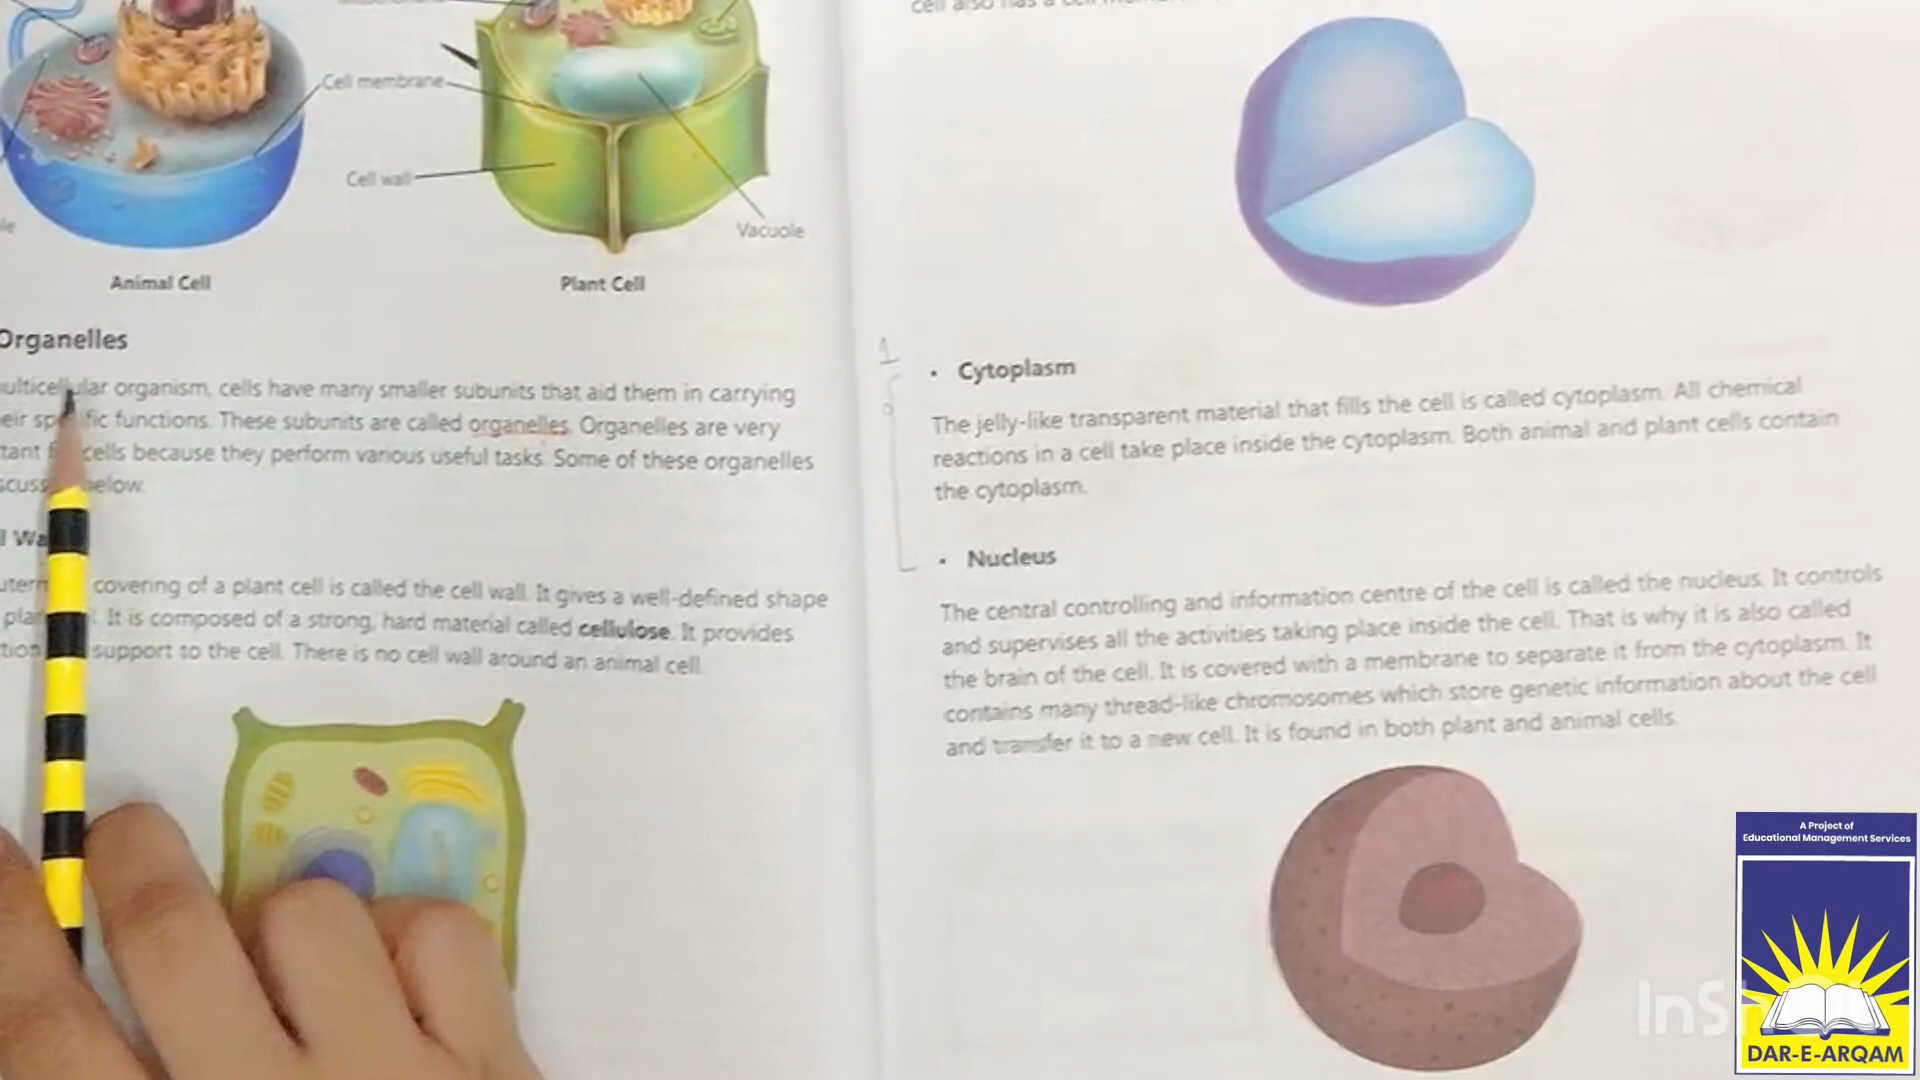 Cell membrane
Cell wall
Vacuole
Animal Cell
Plant Cell
Organelles
organism, cells have many smaller subunits that aid them in carrying
functions. These subunits are called organelles. Organelles are very
cells because they perform various useful tasks. Some of these organelles
below.
covering of a plant cell is called the cell wall. It gives a well-defined shape
It is composed of a strong, hard material called cellulose. It provides
support to the cell. There is no cell wall around an animal cell.
cell also has a cell
1
• Cytoplasm
The jelly-like transparent material that fills the cell is called cytoplasm. All chemical
reactions in a cell take place inside the cytoplasm. Both animal and plant cells contain
the cytoplasm.
• Nucleus
The central controlling and information centre of the cell is called the nucleus. It controls
and supervises all the activities taking place inside the cell. That is why it is also called
the brain of the cell. It is covered with a membrane to separate it from the cytoplasm. It
contains many thread-like chromosomes which store genetic information about the cell
and transfer it to a new cell. It is found in both plant and animal cells.
A Project of
Educational Management Services
DAR-E-ARQAM